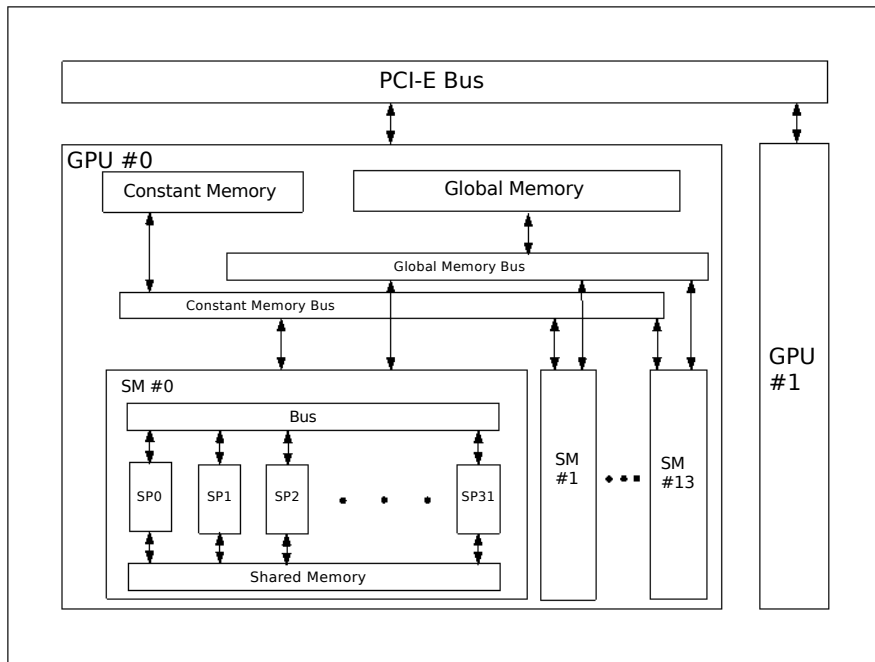 PCI-E Bus
GPU #0
Constant Memory
Global Memory
Global Memory Bus
Constant Memory Bus
SM #0
Bus
SP0
SP1
SP2
SP31
Shared Memory
SM
#1
SM
#13
GPU
#1